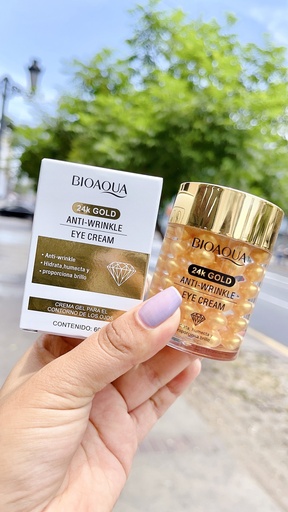 BIOAQUA
24k GOLD
ANTI-WRINKLE
EYE CREAM
• Anti-wrinkle
• Hidrata,humecta y
• proporciona brillo
CREMA GEL PARA EL
CONTORNO DE LOS OJOS
CONTENIDO:
BIOAQUA
24k GOLD
ANTI-WRINKLE
EYE CREAM